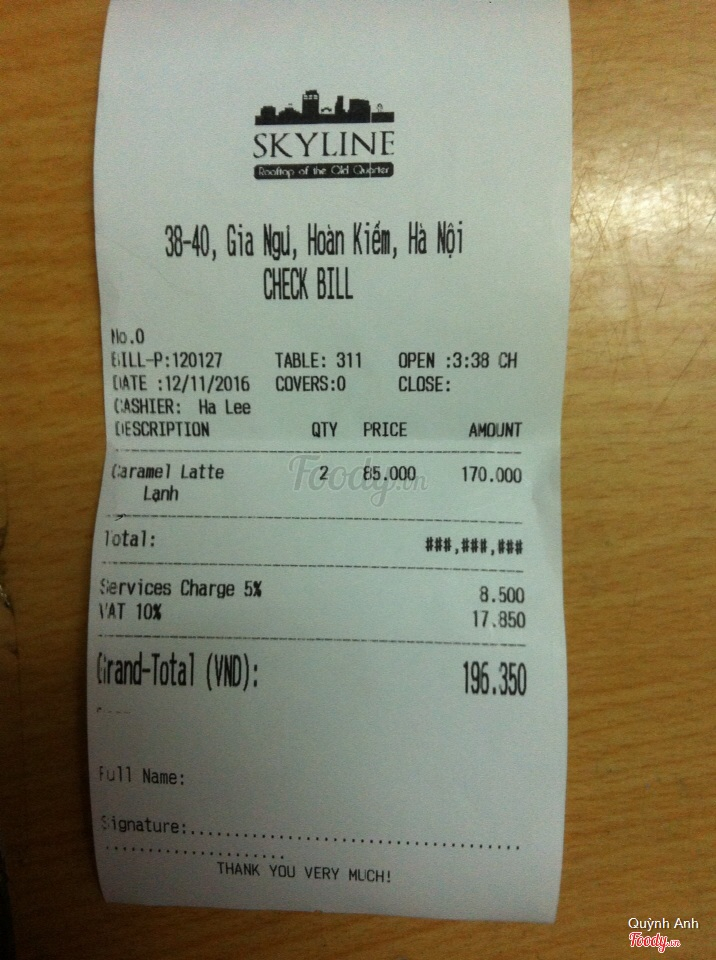 SKYLINE
Rooftop of the Old Quarter
38-40, Gia Ngư, Hoàn Kiếm, Hà Nội
CHECK BILL
No.0
BILL-P:120127 TABLE: 311 OPEN :3:38 CH
DATE :12/11/2016 COVERS:0 CLOSE:
CASHIER: Ha Lee
DESCRIPTION QTY PRICE AMOUNT
Caramel Latte 2 85.000 170.000
Lạnh
Foody.vn
Total: ###,###,###
Services Charge 5% 8.500
VAT 10% 17.850
Grand-Total (VND): 196.350
Full Name:
Signature:......................................
.....................
THANK YOU VERY MUCH!
Quỳnh Anh
Foody.vn